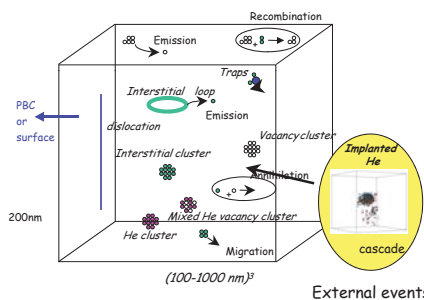 Recombination
Emission
+
Traps
Interstitial loop
Emission
PBC
or
surface
dislocation
Vacancy cluster
Implanted
He
Interstitial cluster
Annihilation
+
200nm
Mixed He vacancy cluster
He cluster
cascade
Migration
(100-1000 nm)³
External events